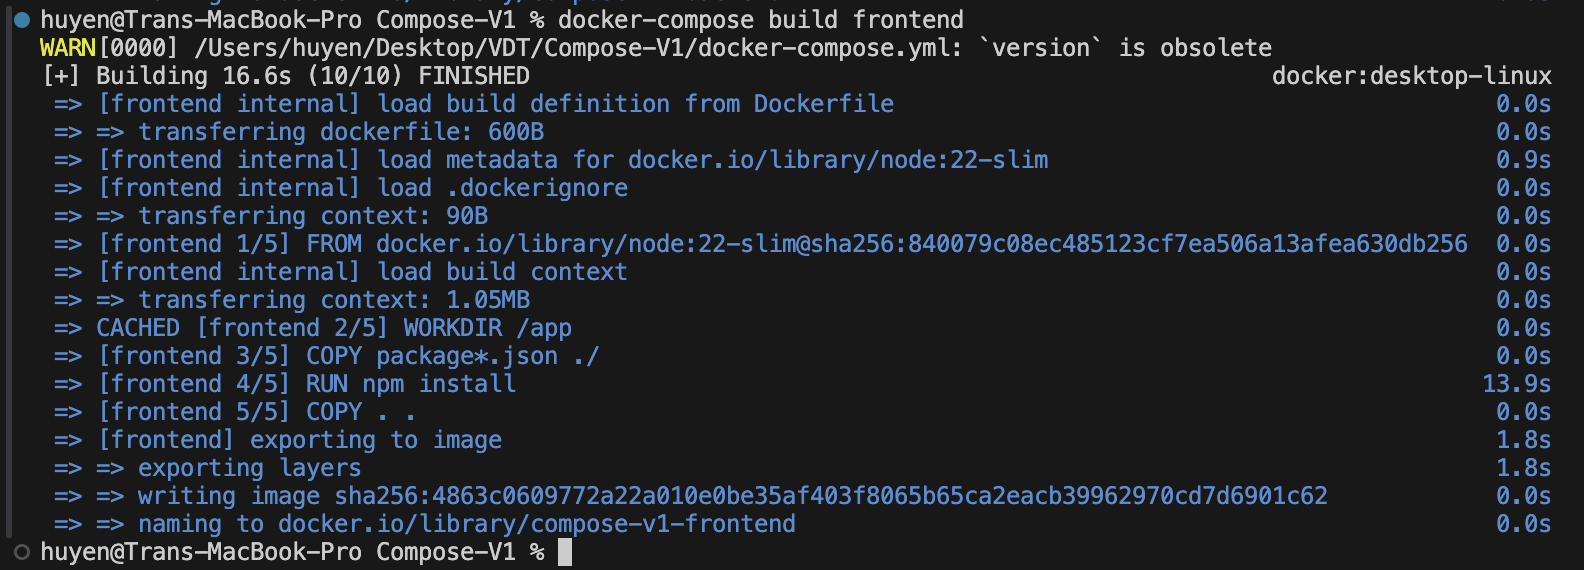 huyen@Trans-MacBook-Pro Compose-V1 % docker-compose build frontend
WARN[0000] /Users/huyen/Desktop/VDT/Compose-V1/docker-compose.yml: `version` is obsolete
[+] Building 16.6s (10/10) FINISHED docker:desktop-linux
=> [frontend internal] load build definition from Dockerfile 0.0s
=> => transferring dockerfile: 600B 0.0s
=> [frontend internal] load metadata for docker.io/library/node:22-slim 0.9s
=> [frontend internal] load .dockerignore 0.0s
=> => transferring context: 90B 0.0s
=> [frontend 1/5] FROM docker.io/library/node:22-slim@sha256:840079c08ec485123cf7ea506a13afea630db256 0.0s
=> [frontend internal] load build context 0.0s
=> => transferring context: 1.05MB 0.0s
=> CACHED [frontend 2/5] WORKDIR /app 0.0s
=> [frontend 3/5] COPY package*.json ./ 0.0s
=> [frontend 4/5] RUN npm install 13.9s
=> [frontend 5/5] COPY . . 0.0s
=> [frontend] exporting to image 1.8s
=> => exporting layers 1.8s
=> => writing image sha256:4863c0609772a22a010e0be35af403f8065b65ca2eacb39962970cd7d6901c62 0.0s
=> => naming to docker.io/library/compose-v1-frontend 0.0s
huyen@Trans-MacBook-Pro Compose-V1 %